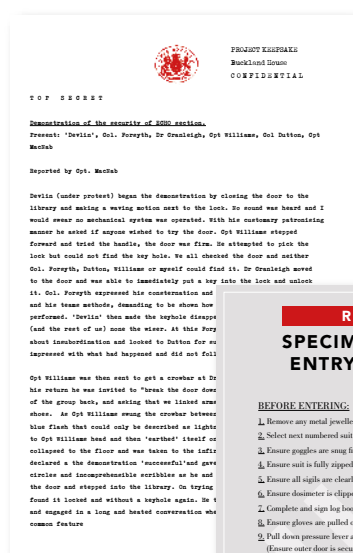 PROJECT KEEPSAKE
Buckland House
CONFIDENTIAL
TOP SECRET
Demonstration of the security of ECHO section.
Present: 'Devlin', Col. Forsyth, Dr Cranleigh, Cpt Williams, Col Dutton, Cpt
MacNab
Reported by Cpt. MacNab
Devlin (under protest) began the demonstration by closing the door to the
library and making a waving motion next to the lock. No sound was heard and I
would swear no mechanical system was operated. With his customary patronising
manner he asked if anyone wished to try the door. Cpt Williams stepped
forward and tried the handle, the door was firm. He attempted to pick the
lock but could not find the key hole. We all checked the door and neither
Col. Forsyth, Dutton, Williams or myself could find it. Dr Cranleigh moved
to the door and was able to immediately put a key into the lock and unlock
it. Col. Forsyth expressed his consternation and
and his teams methods, demanding to be shown how
performed. 'Devlin' then made the keyhole disappe
(and the rest of us) none the wiser. At this Fory
about insubordination and looked to Dutton for su
impressed with what had happened and did not foll
Cpt Williams was then sent to get a crowbar at Dr
his return he was invited to "break the door down
of the group back, and asking that we linked arms
shoes. As Cpt Williams swung the crowbar between
blue flash that could only be described as lights
to Cpt Williams head and then 'earthed' itself on
collapsed to the floor and was taken to the infir
declared a the demonstration 'successful'and gave
circles and incomprehensible scribbles as he and
the door and stepped into the library. On trying
found it locked and without a keyhole again. He t
and engaged in a long and heated conversation whe
common feature
R
SPECIM
ENTRY
BEFORE ENTERING:
1. Remove any metal jewelle
2. Select next numbered suit
3. Ensure goggles are snug fi
4. Ensure suit is fully zipped
5. Ensure all sigils are clearl
6. Ensure dosimeter is clippe
7. Complete and sign log boo
8. Ensure gloves are pulled o
9. Pull down pressure lever a
(Ensure outer door is secu